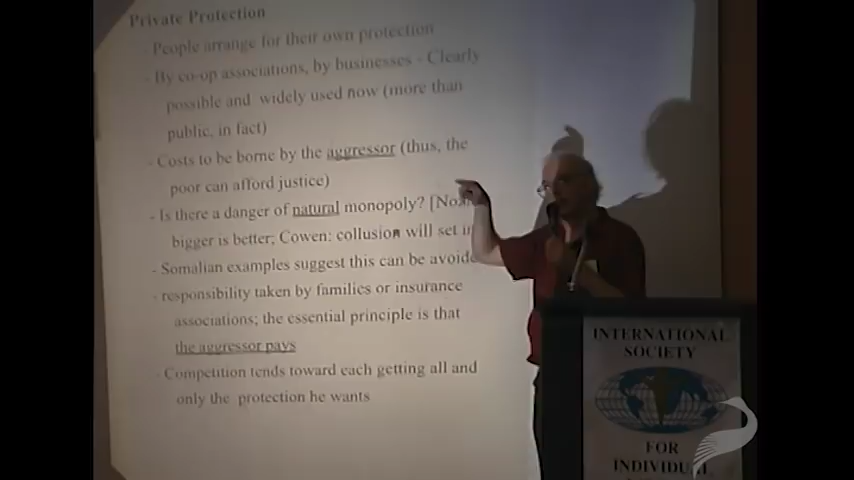 Private Protection
- People arrange for their own protection
- By co-op associations, by businesses - Clearly
possible and widely used now (more than
public, in fact)
- Costs to be borne by the aggressor (thus, the
poor can afford justice)
- Is there a danger of natural monopoly? [No
bigger is better; Cowen: collusion will set in
- Somalian examples suggest this can be avoide
- responsibility taken by families or insurance
associations; the essential principle is that
the aggressor pays
- Competition tends toward each getting all and
only the protection he wants
INTERNATIONAL
SOCIETY
FOR
INDIVIDUAL